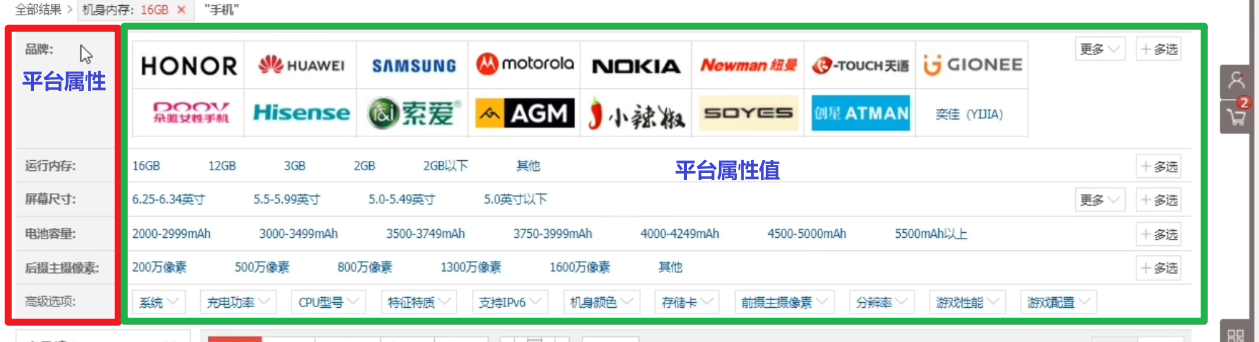 全部结果 > 机身内存: 16GB × "手机"
品牌:
平台属性
HONOR HUAWEI SAMSUNG motorola NOKIA Newman 纽曼 K-TOUCH 天语 GIONEE 更多 +多选
DOOV 朵唯女性手机 Hisense 索爱 AGM 小辣椒 SOYES 创星 ATMAN 奕佳 (YIJIA)
2
平台属性值
运行内存: 16GB 12GB 3GB 2GB 2GB以下 其他 +多选
屏幕尺寸: 6.25-6.34英寸 5.5-5.99英寸 5.0-5.49英寸 5.0英寸以下 更多 +多选
电池容量: 2000-2999mAh 3000-3499mAh 3500-3749mAh 3750-3999mAh 4000-4249mAh 4500-5000mAh 5500mAh以上 +多选
后摄主摄像素: 200万像素 500万像素 800万像素 1300万像素 1600万像素 其他 +多选
高级选项: 系统 充电功率 CPU型号 特征特质 支持IPv6 机身颜色 存储卡 前摄主摄像素 分辨率 游戏性能 游戏配置